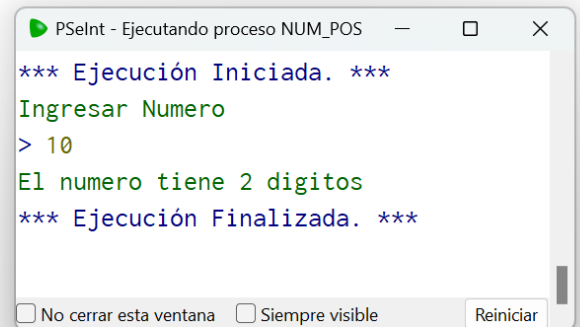 PSeInt - Ejecutando proceso NUM_POS
*** Ejecución Iniciada. ***
Ingresar Numero
> 10
El numero tiene 2 digitos
*** Ejecución Finalizada. ***
No cerrar esta ventana Siempre visible Reiniciar